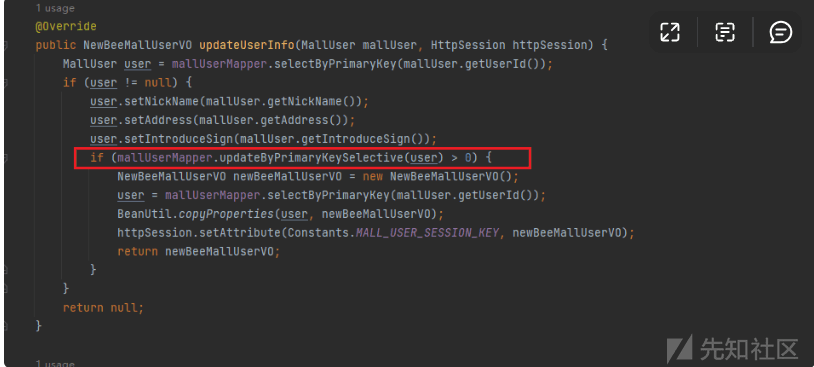 1 usage
@Override
public NewBeeMallUserVO updateUserInfo(MallUser mallUser, HttpSession httpSession) {
    MallUser user = mallUserMapper.selectByPrimaryKey(mallUser.getUserId());
    if (user != null) {
        user.setNickName(mallUser.getNickName());
        user.setAddress(mallUser.getAddress());
        user.setIntroduceSign(mallUser.getIntroduceSign());
        if (mallUserMapper.updateByPrimaryKeySelective(user) > 0) {
            NewBeeMallUserVO newBeeMallUserVO = new NewBeeMallUserVO();
            user = mallUserMapper.selectByPrimaryKey(mallUser.getUserId());
            BeanUtil.copyProperties(user, newBeeMallUserVO);
            httpSession.setAttribute(Constants.MALL_USER_SESSION_KEY, newBeeMallUserVO);
            return newBeeMallUserVO;
        }
    }
    return null;
}
先知社区
1 usage